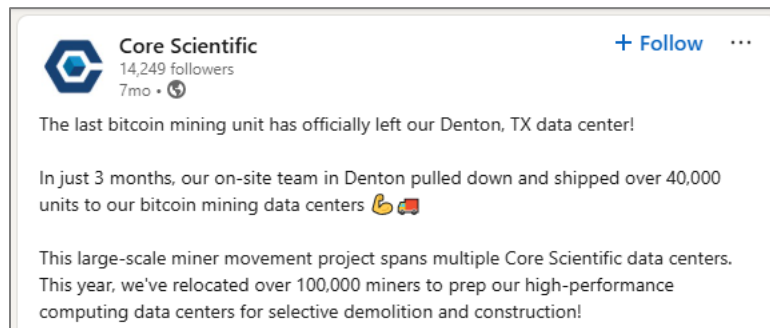 Core Scientific
+ Follow ...
14,249 followers
7mo •
The last bitcoin mining unit has officially left our Denton, TX data center!
In just 3 months, our on-site team in Denton pulled down and shipped over 40,000
units to our bitcoin mining data centers 💪🚚
This large-scale miner movement project spans multiple Core Scientific data centers.
This year, we've relocated over 100,000 miners to prep our high-performance
computing data centers for selective demolition and construction!